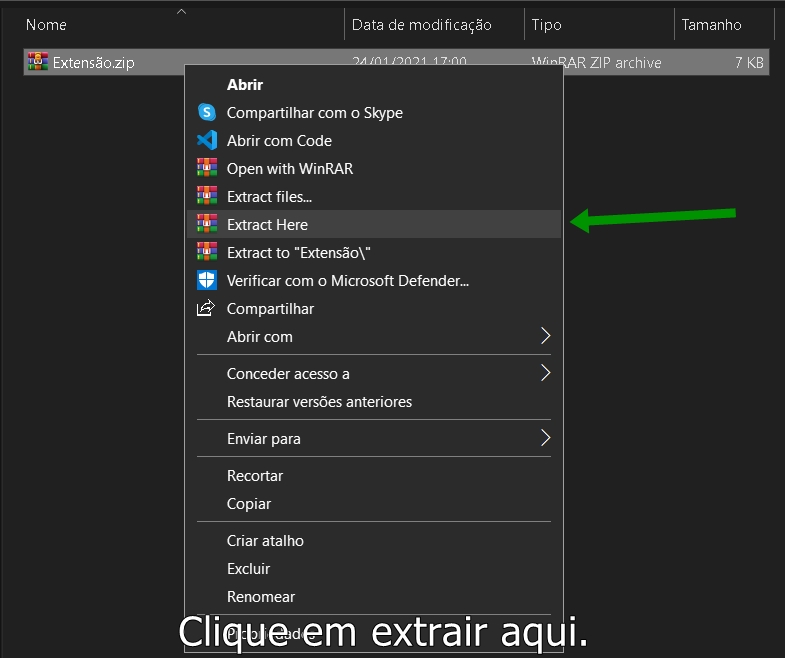 Nome Data de modificação Tipo Tamanho
Extensão.zip 24/01/2021 17:00 WinRAR ZIP archive 7 KB
Abrir
Compartilhar com o Skype
Abrir com Code
Open with WinRAR
Extract files...
Extract Here
Extract to "Extensão\"
Verificar com o Microsoft Defender...
Compartilhar
Abrir com
Conceder acesso a
Restaurar versões anteriores
Enviar para
Recortar
Copiar
Criar atalho
Excluir
Renomear
Propriedades
Clique em extrair aqui.